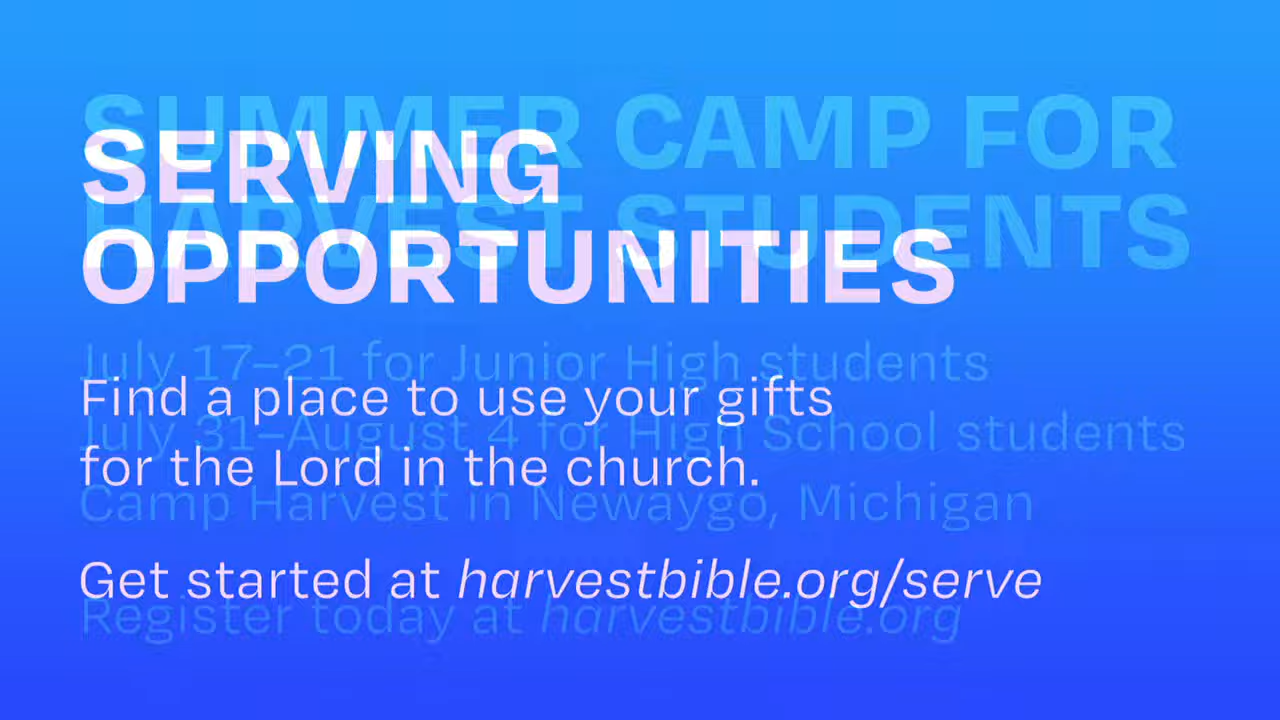 SUMMER CAMP FOR
HARVEST STUDENTS
SERVING
OPPORTUNITIES
July 17–21 for Junior High students
July 31–August 4 for High School students
Camp Harvest in Newaygo, Michigan
Register today at harvestbible.org
Find a place to use your gifts
for the Lord in the church.
Get started at harvestbible.org/serve